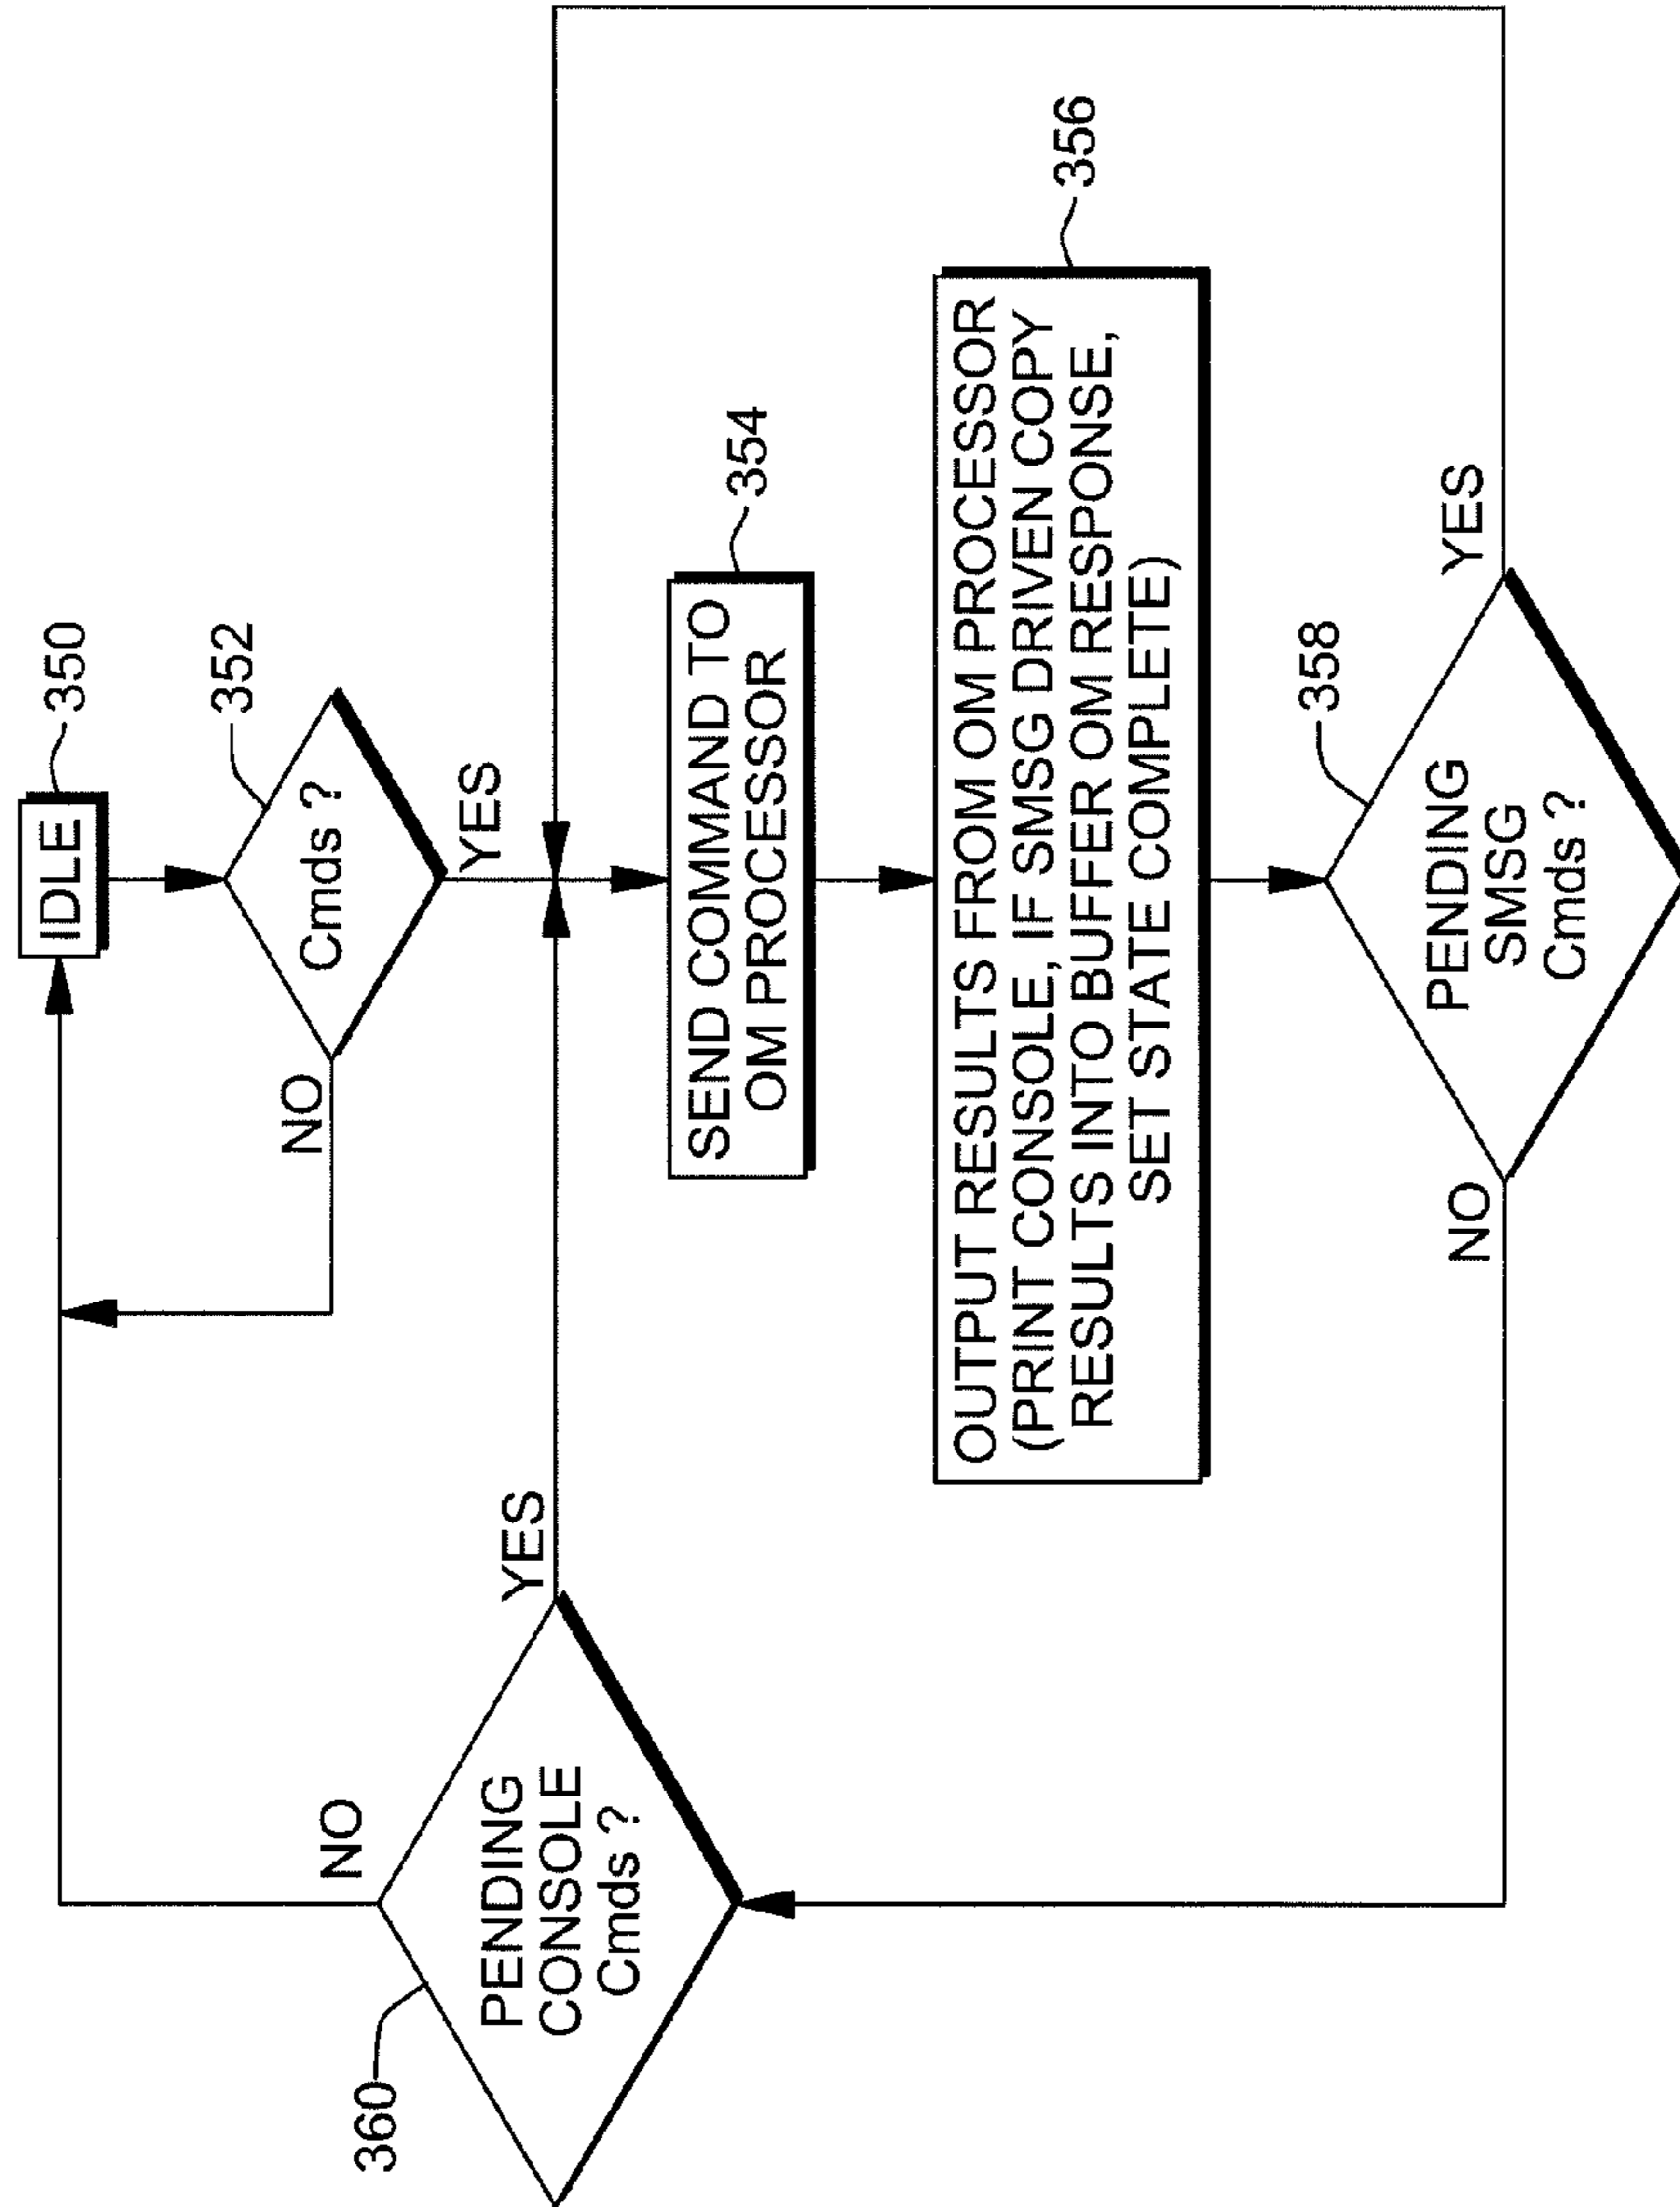 IDLE
350
352
Cmds ?
NO
YES
SEND COMMAND TO
OM PROCESSOR
354
OUTPUT RESULTS FROM OM PROCESSOR
(PRINT CONSOLE, IF SMSG DRIVEN COPY
RESULTS INTO BUFFER OM RESPONSE,
SET STATE COMPLETE)
356
358
PENDING
SMSG
Cmds ?
NO
YES
360
PENDING
CONSOLE
Cmds ?
NO
YES